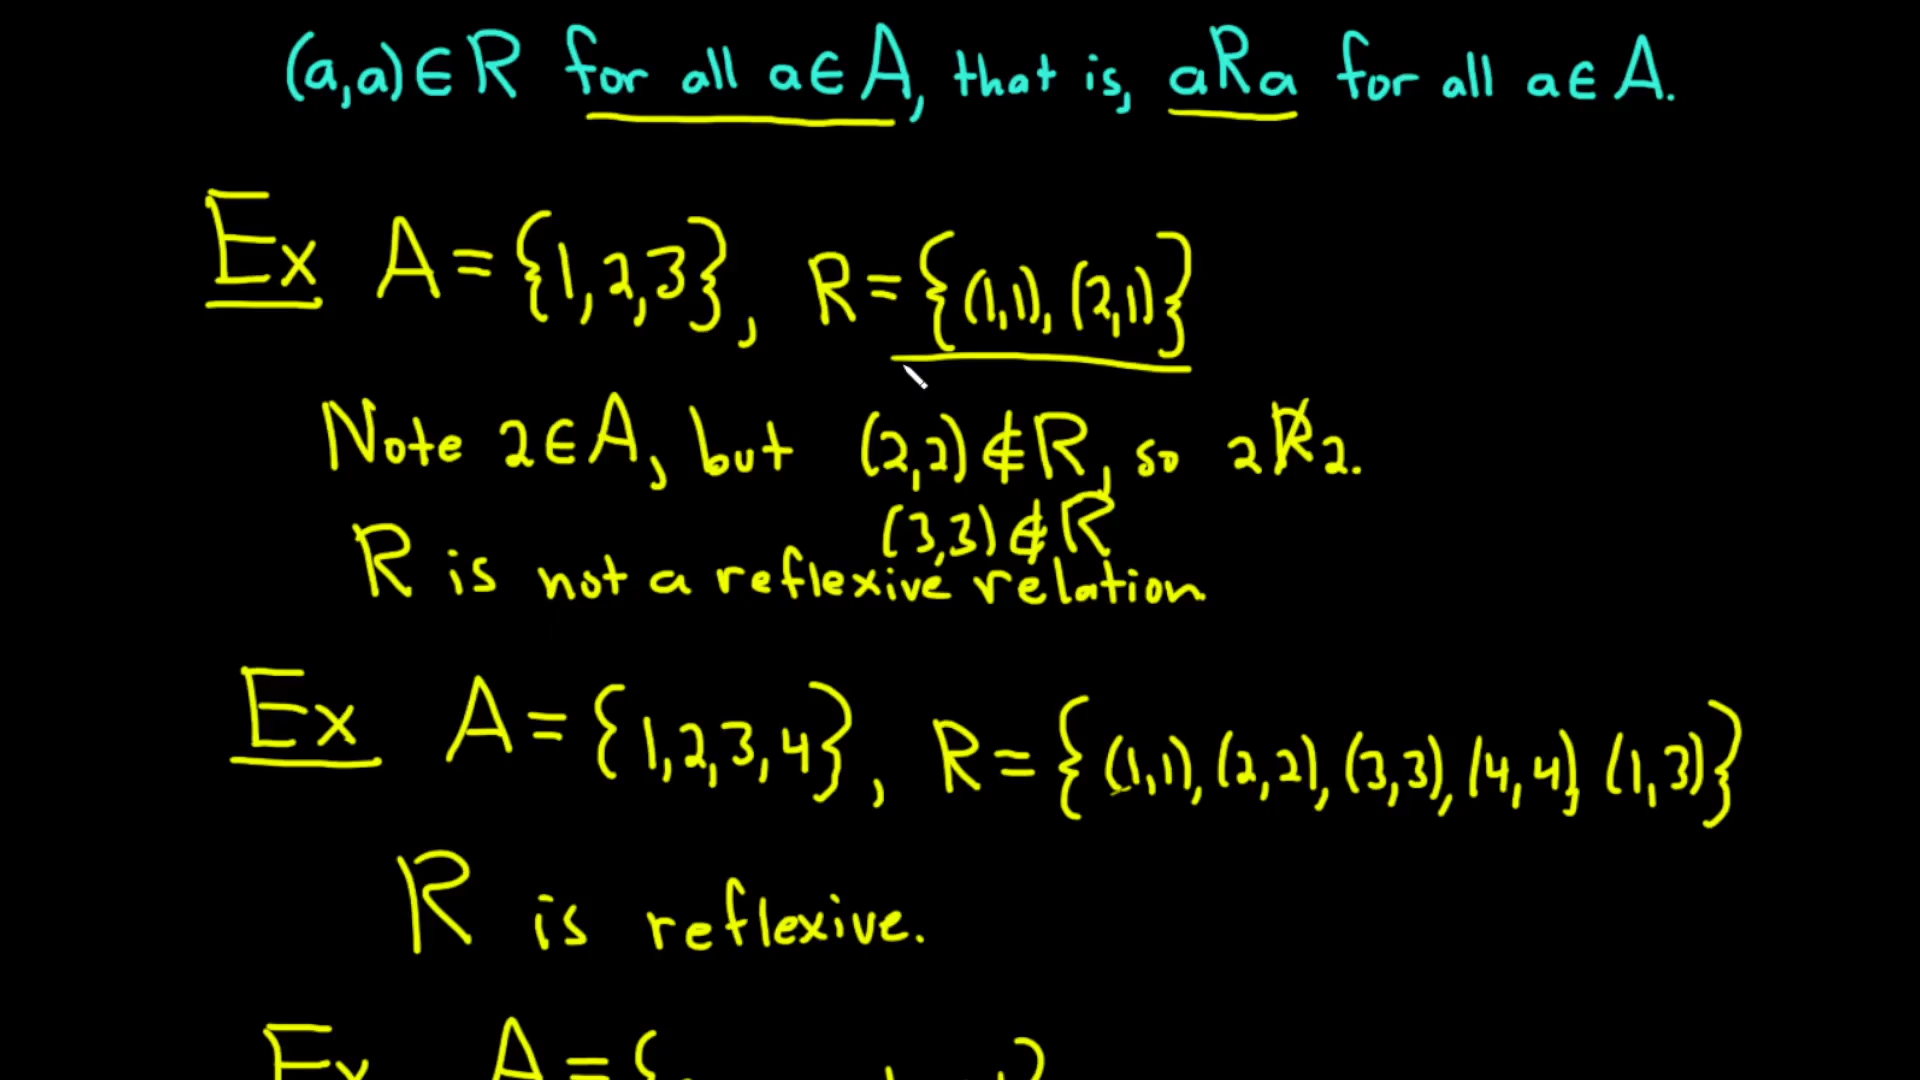 (a,a)∈R for all a∈A, that is, aRa for all a∈A.
Ex A={1,2,3}, R={(1,1),(2,1)}
Note 2∈A, but (2,2)∉R, so 2R̸2.
(3,3)∉R
R is not a reflexive relation.
Ex A={1,2,3,4}, R={(1,1),(2,2),(3,3),(4,4),(1,3)}
R is reflexive.
Ex A={